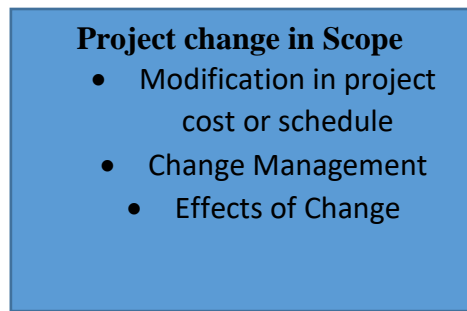 Project change in Scope
• Modification in project
cost or schedule
• Change Management
• Effects of Change